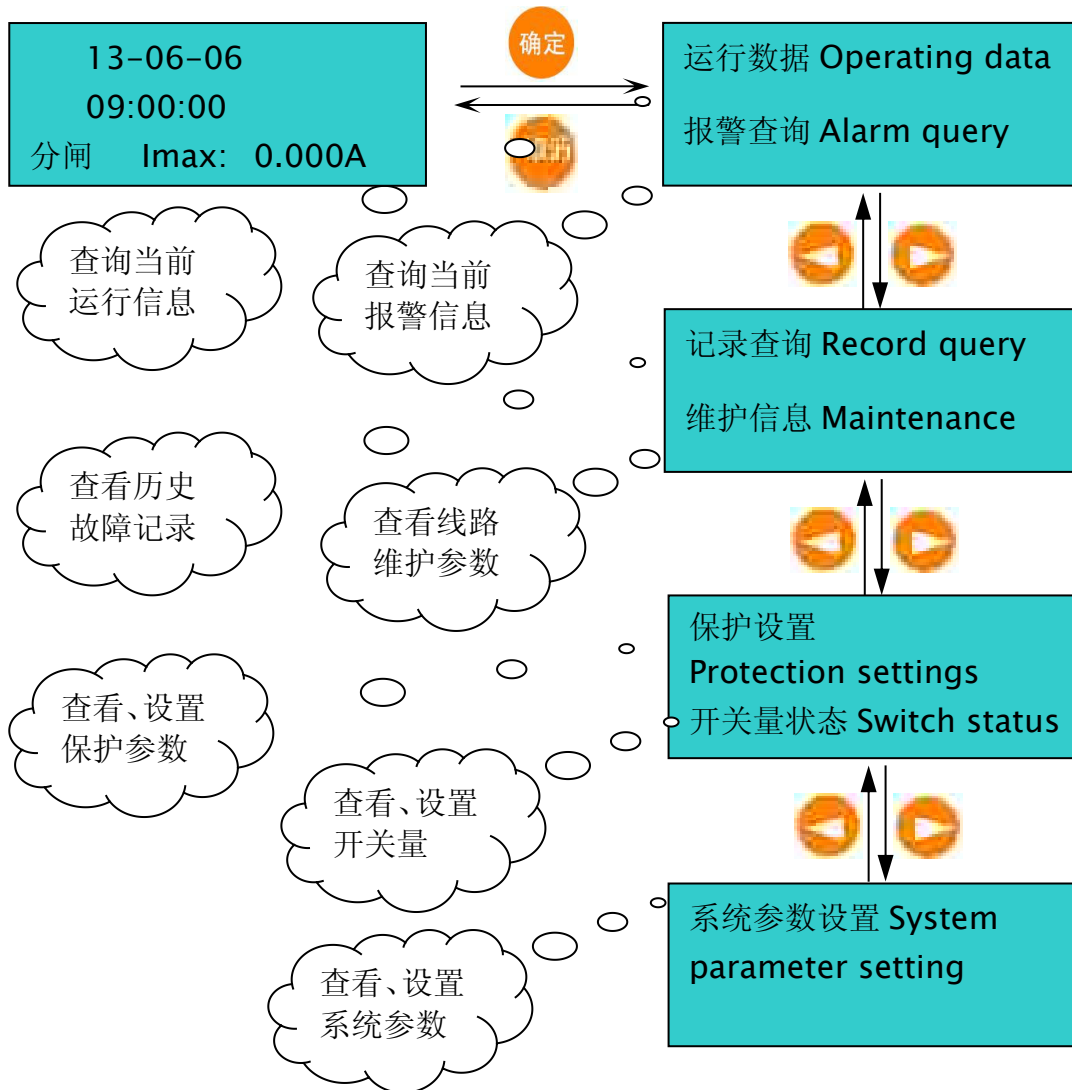 13-06-06
09:00:00
分闸 Imax: 0.000A
确定
运行数据 Operating data
报警查询 Alarm query
查询当前
运行信息
查询当前
报警信息
记录查询 Record query
维护信息 Maintenance
查看历史
故障记录
查看线路
维护参数
保护设置
Protection settings
开关量状态 Switch status
查看、设置
保护参数
查看、设置
开关量
系统参数设置 System
parameter setting
查看、设置
系统参数